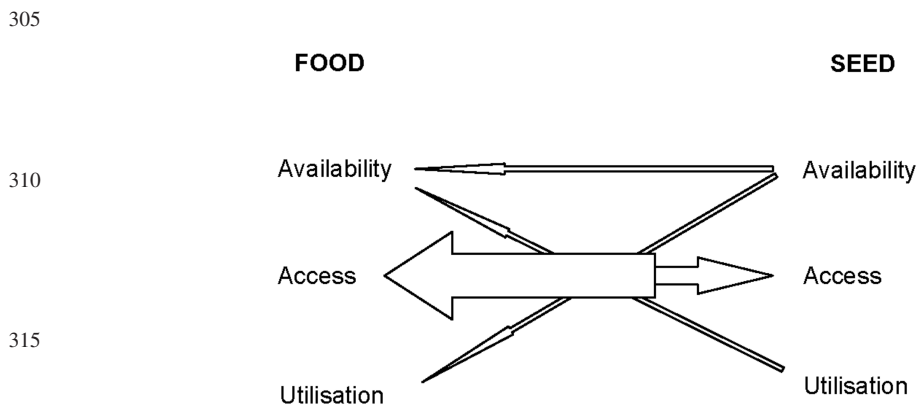 305
FOOD SEED
Availability Availability
310
Access Access
315
Utilisation Utilisation